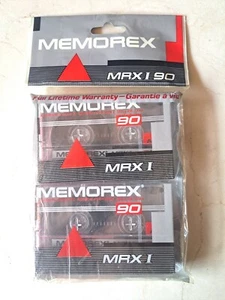 MEMOREX
MRX I 90
Full Lifetime Warranty - Garantie à vie
MEMOREX
90
MRX I
MEMOREX
90
MRX I